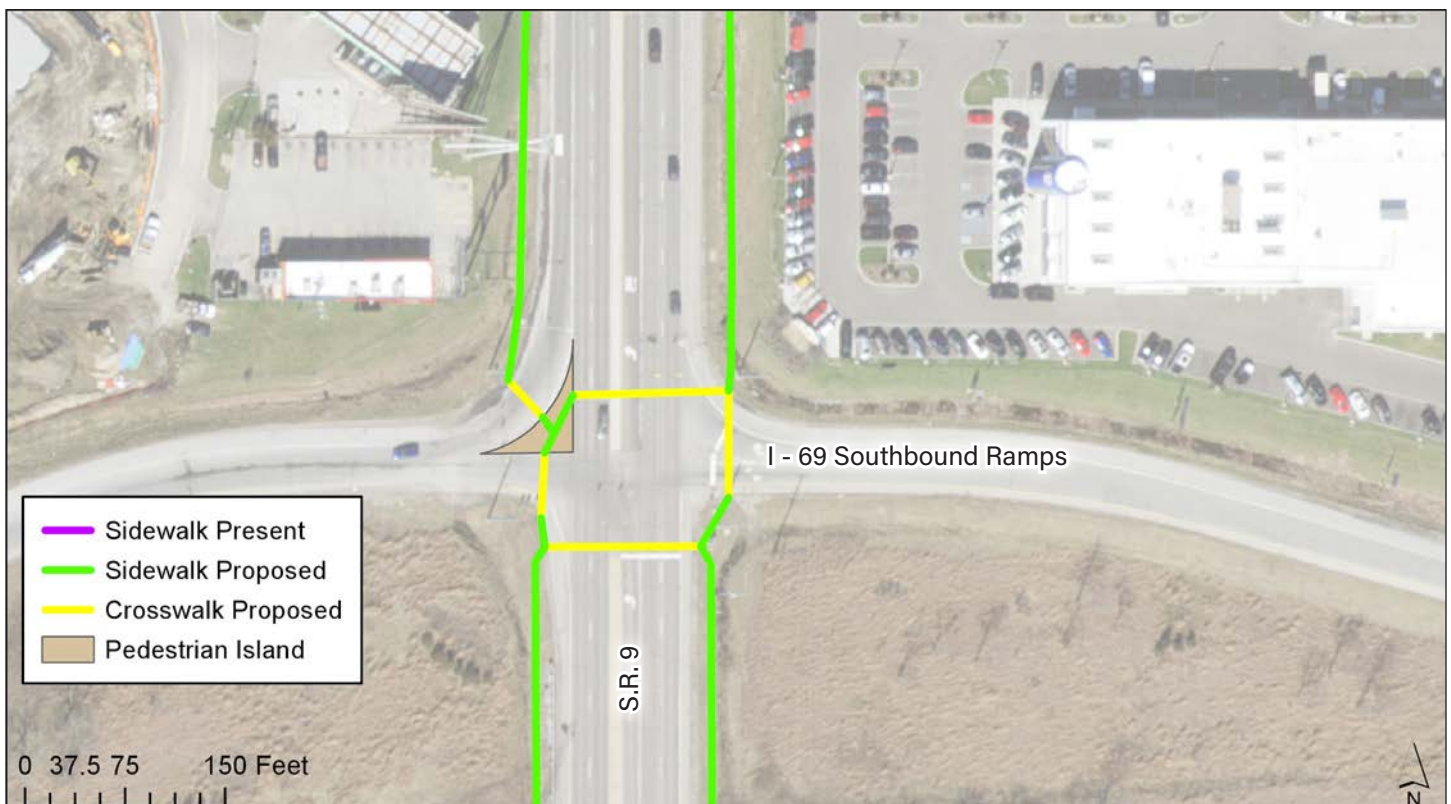 I - 69 Southbound Ramps
Sidewalk Present
Sidewalk Proposed
Crosswalk Proposed
Pedestrian Island
S.R. 9
0 37.5 75 150 Feet
N